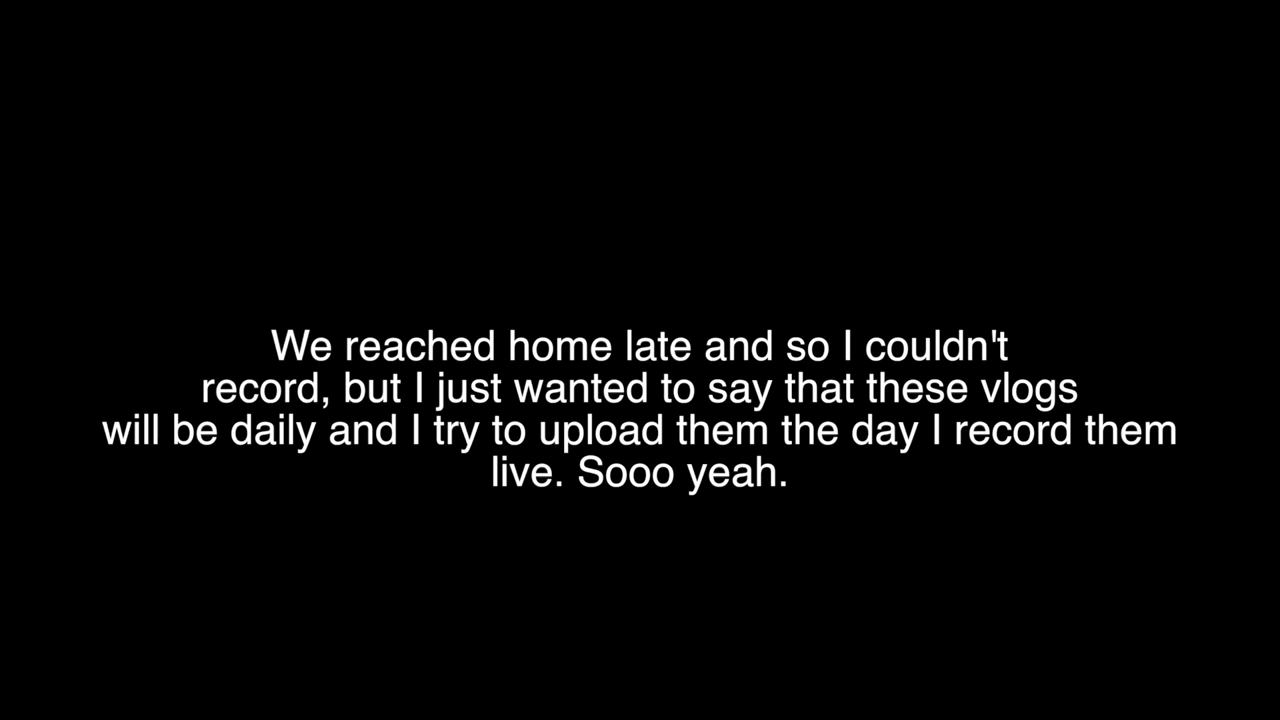 We reached home late and so I couldn't
record, but I just wanted to say that these vlogs
will be daily and I try to upload them the day I record them
live. Sooo yeah.